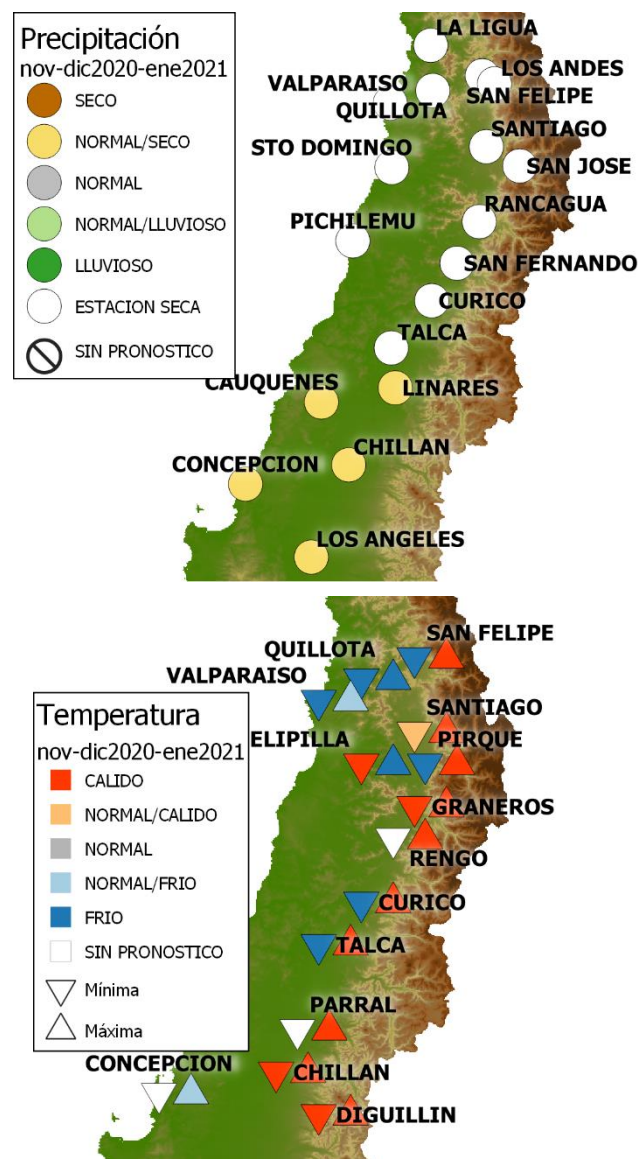 Precipitación
nov-dic2020-ene2021
SECO
NORMAL/SECO
NORMAL
NORMAL/LLUVIOSO
LLUVIOSO
ESTACION SECA
SIN PRONOSTICO
LA LIGUA
LOS ANDES
VALPARAISO
SAN FELIPE
QUILLOTA
SANTIAGO
STO DOMINGO
SAN JOSE
RANCAGUA
PICHILEMU
SAN FERNANDO
CURICO
TALCA
CAUQUENES
LINARES
CHILLAN
CONCEPCION
LOS ANGELES
Temperatura
nov-dic2020-ene2021
CALIDO
NORMAL/CALIDO
NORMAL
NORMAL/FRIO
FRIO
SIN PRONOSTICO
Mínima
Máxima
SAN FELIPE
QUILLOTA
VALPARAISO
SANTIAGO
ELIPILLA
PIRQUE
GRANEROS
RENGO
CURICO
TALCA
PARRAL
CONCEPCION
CHILLAN
DIGUILLIN